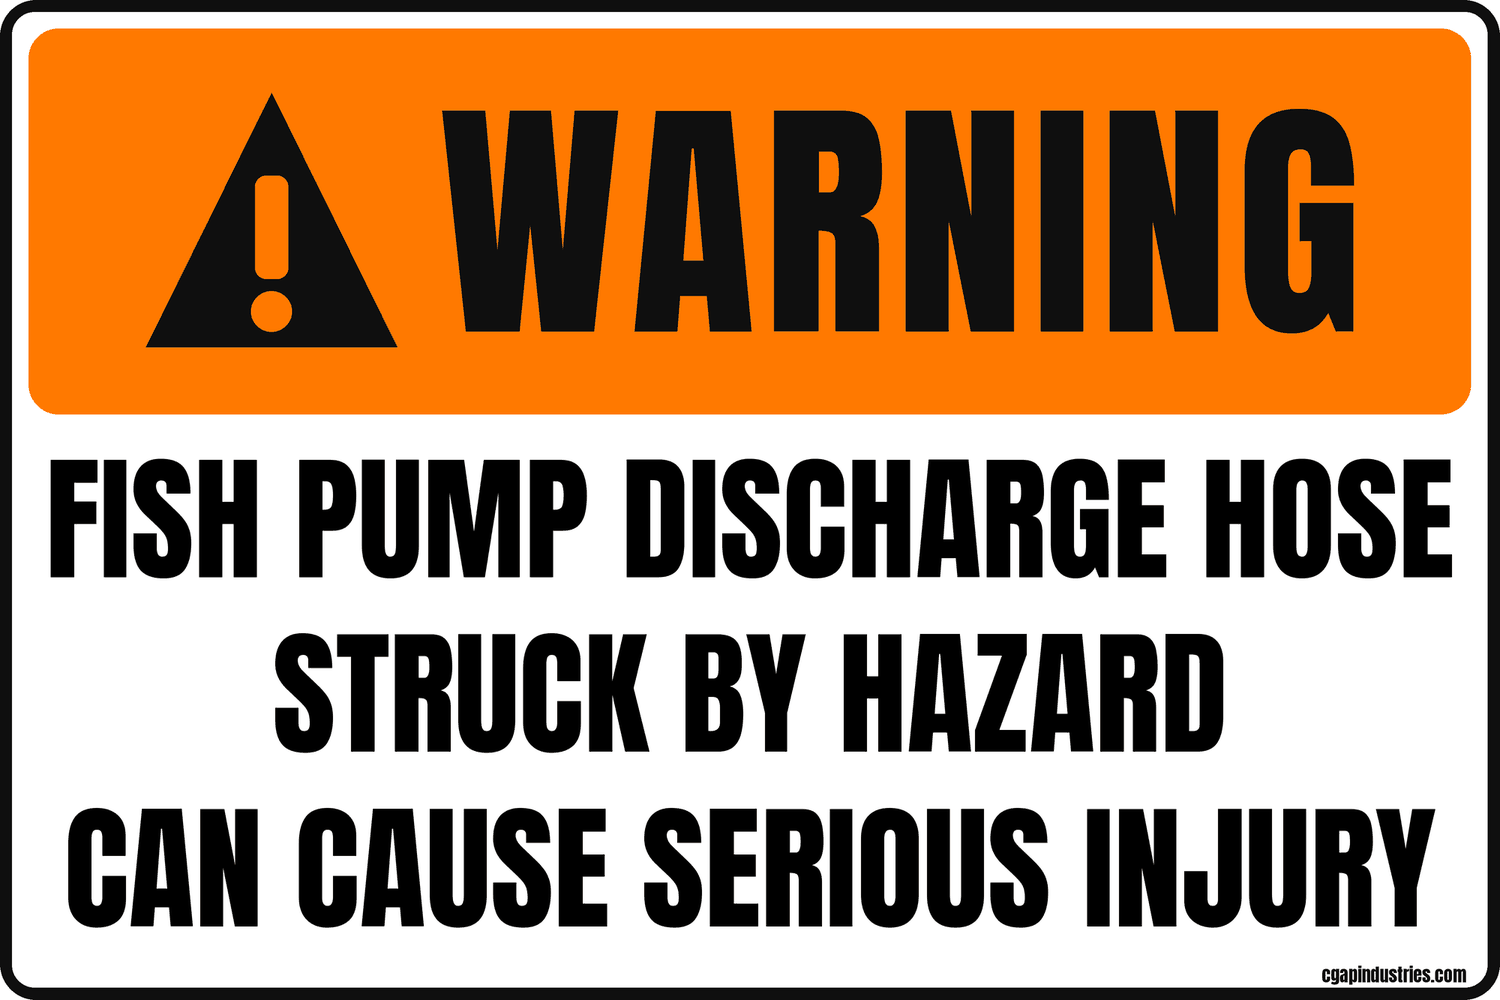 WARNING
FISH PUMP DISCHARGE HOSE
STRUCK BY HAZARD
CAN CAUSE SERIOUS INJURY
cgapindustries.com